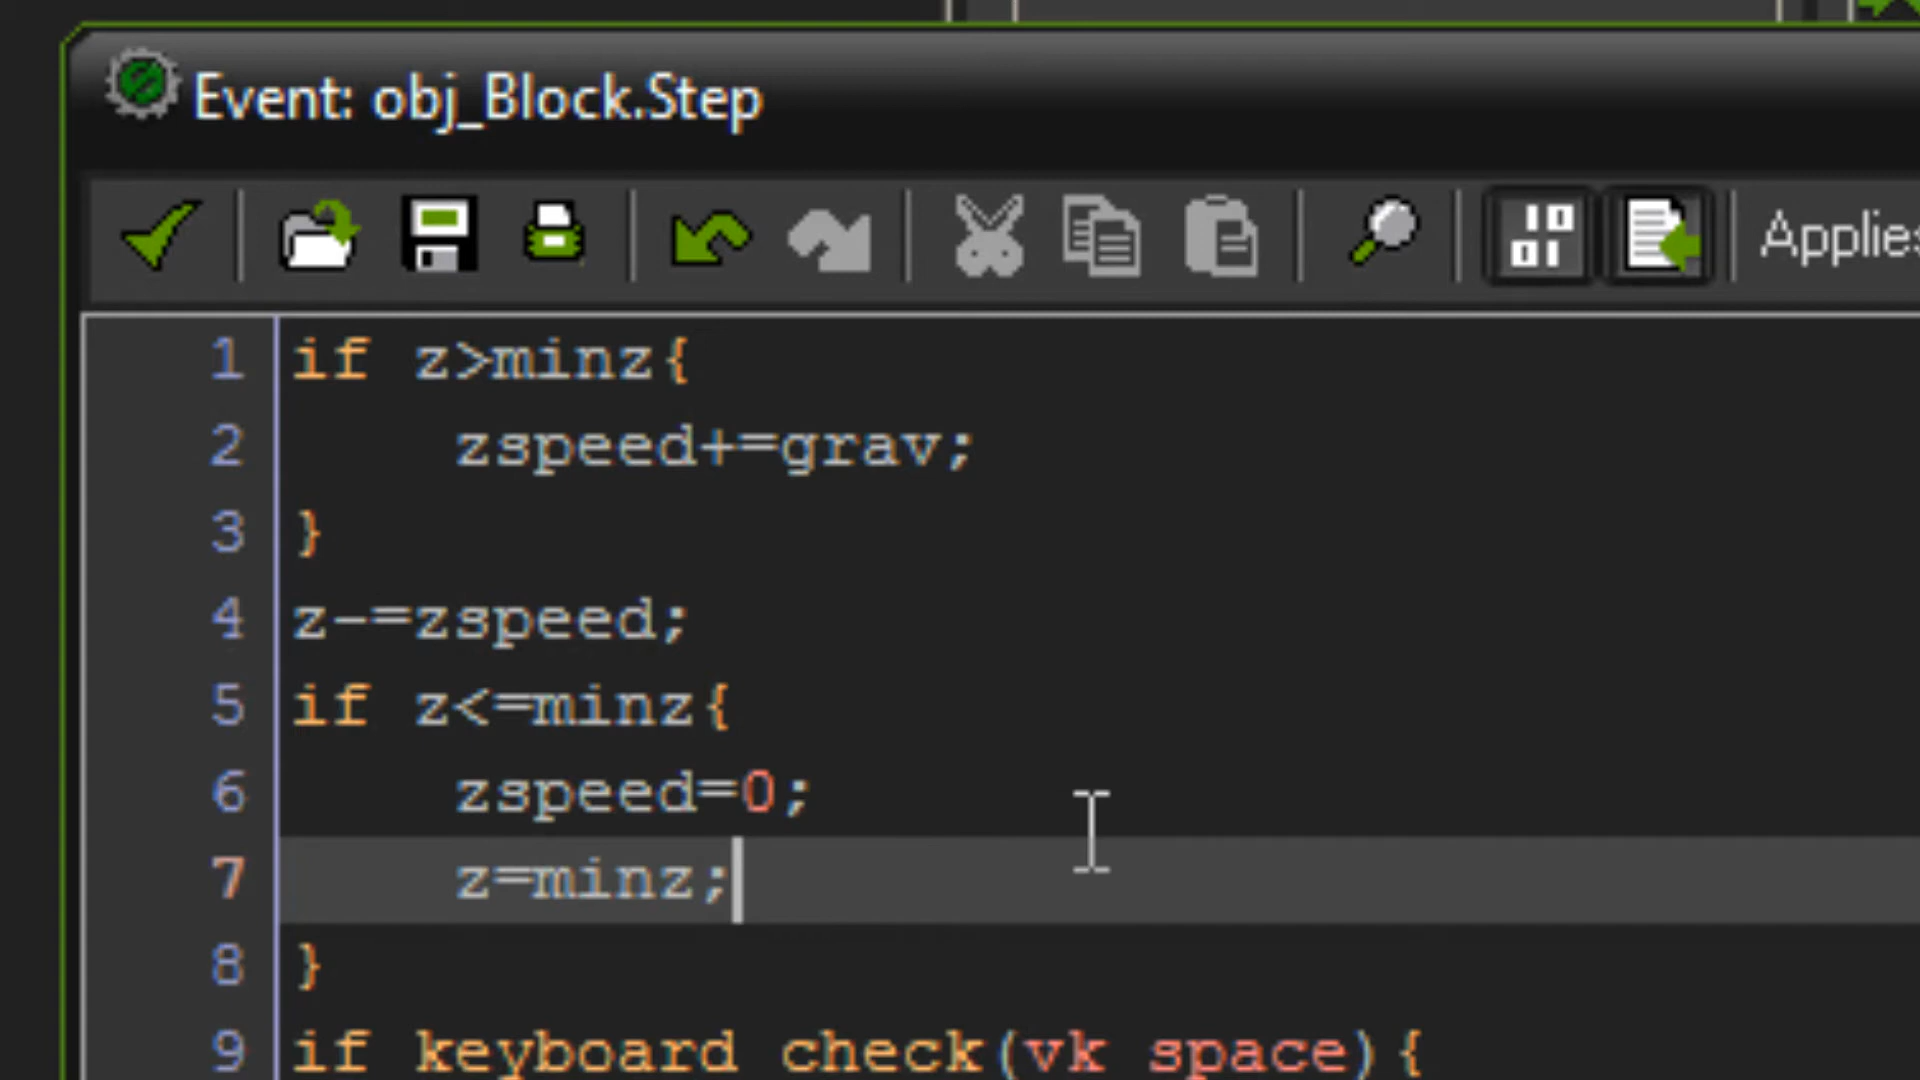 Event: obj_Block.Step
Applies
1 if z>minz{
2     zspeed+=grav;
3 }
4 z-=zspeed;
5 if z<=minz{
6     zspeed=0;
7     z=minz;
8 }
9 if keyboard_check(vk_space){